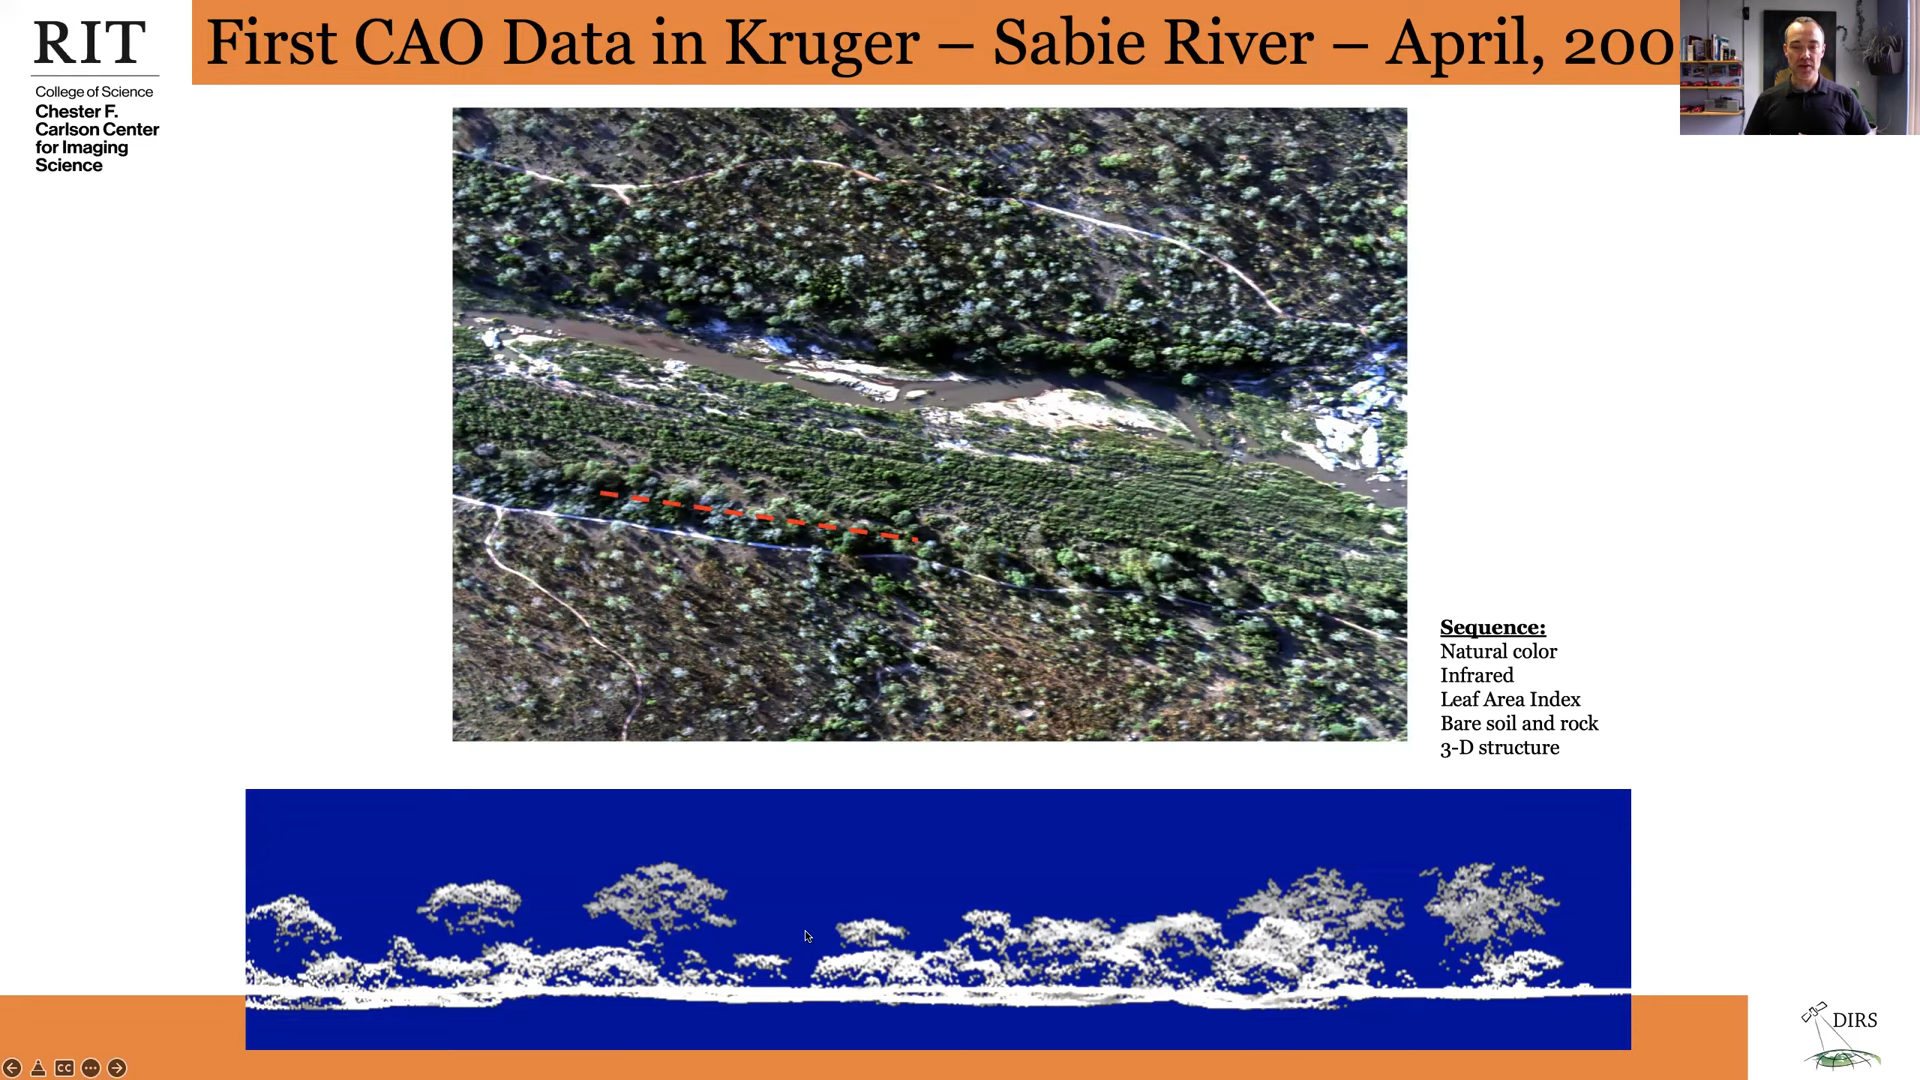 RIT
College of Science
Chester F.
Carlson Center
for Imaging
Science
First CAO Data in Kruger – Sabie River – April, 200
Sequence:
Natural color
Infrared
Leaf Area Index
Bare soil and rock
3-D structure
CC
DIRS